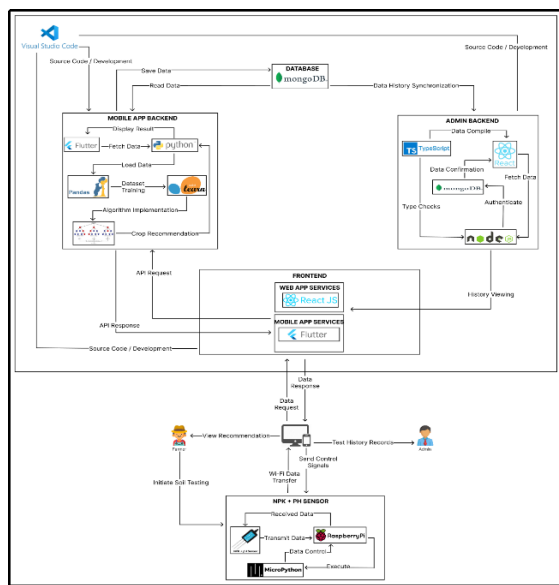 Visual Studio Code
Source Code / Development
Source Code / Development
Save Data
DATABASE
mongoDB.
Read Data
Data History Synchronization
MOBILE APP BACKEND
Display Result
Flutter
Fetch Data
python
Load Data
Pandas
Dataset
Training
learn
Algorithm Implementation
Crop Recommendation
ADMIN BACKEND
Data Compile
TS TypeScript
React
Data Confirmation
Fetch Data
mongoDB.
Type Checks
Authenticate
node
API Request
FRONTEND
WEB APP SERVICES
React JS
History Viewing
MOBILE APP SERVICES
Flutter
API Response
Source Code / Development
Data
Request
Data
Response
View Recommendation
Test History Records
Farmer
Admin
Send Control
Signals
Wi-Fi Data
Transfer
Initiate Soil Testing
NPK + PH SENSOR
Received Data
Transmit Data
RaspberryPi
Data Control
Execute
MicroPython